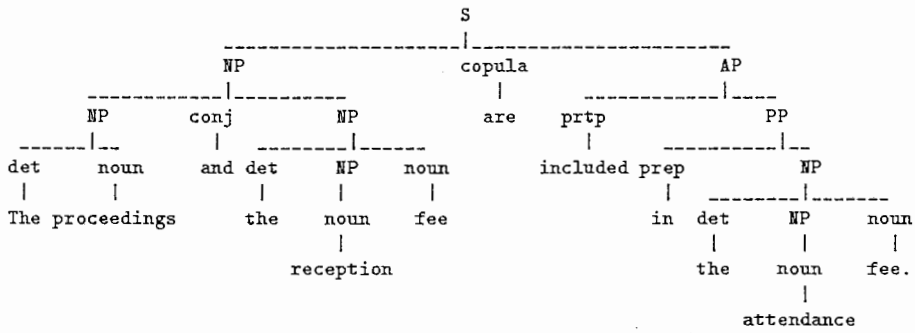 S
NP copula AP
NP conj NP are prtp PP
det noun and det NP noun included prep NP
The proceedings the noun fee in det NP noun
reception the noun fee.
attendance